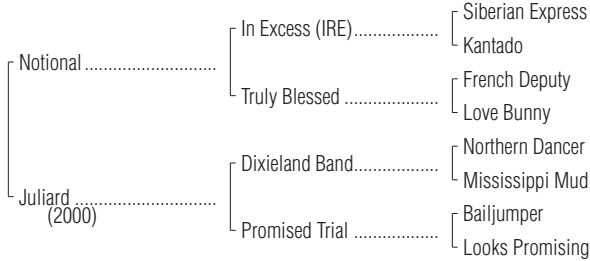 Siberian Express
In Excess (IRE)
Kantado
Notional
French Deputy
Truly Blessed
Love Bunny
Northern Dancer
Dixieland Band
Mississippi Mud
Juliard
(2000)
Bailjumper
Promised Trial
Looks Promising